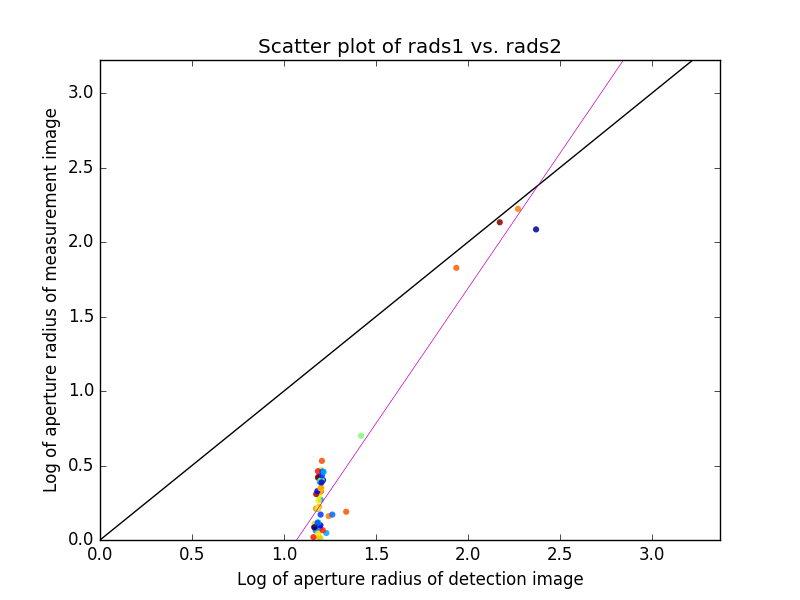 Scatter plot of rads1 vs. rads2
Log of aperture radius of measurement image
3.0
2.5
2.0
1.5
1.0
0.5
0.0
0.0 0.5 1.0 1.5 2.0 2.5 3.0
Log of aperture radius of detection image